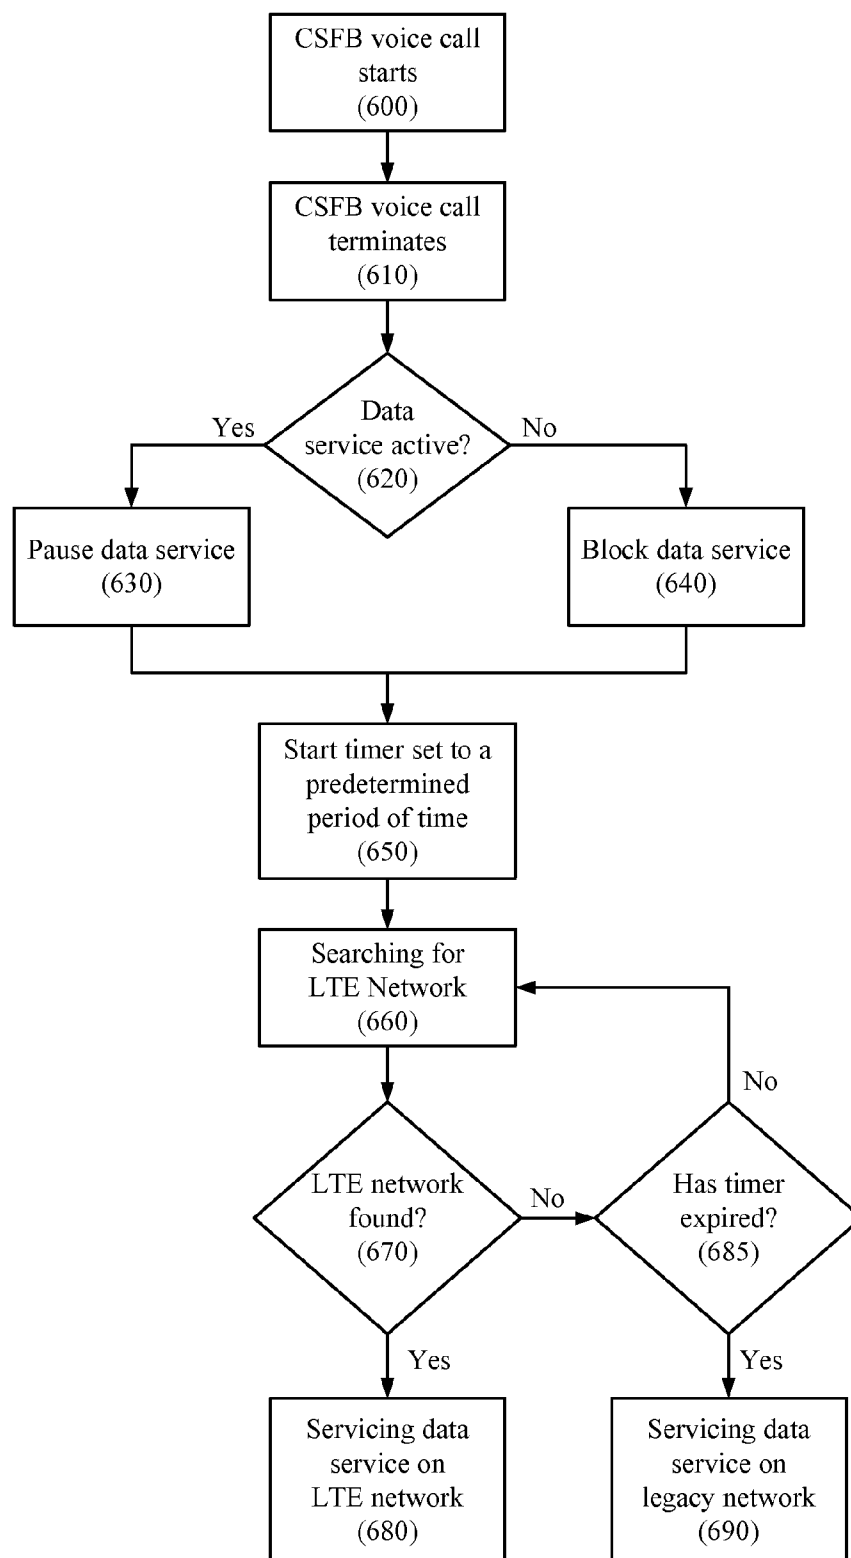 CSFB voice call
starts
(600)
CSFB voice call
terminates
(610)
Data
service active?
(620)
Yes
No
Pause data service
(630)
Block data service
(640)
Start timer set to a
predetermined
period of time
(650)
Searching for
LTE Network
(660)
No
LTE network
found?
(670)
No
Has timer
expired?
(685)
Yes
Yes
Servicing data
service on
LTE network
(680)
Servicing data
service on
legacy network
(690)